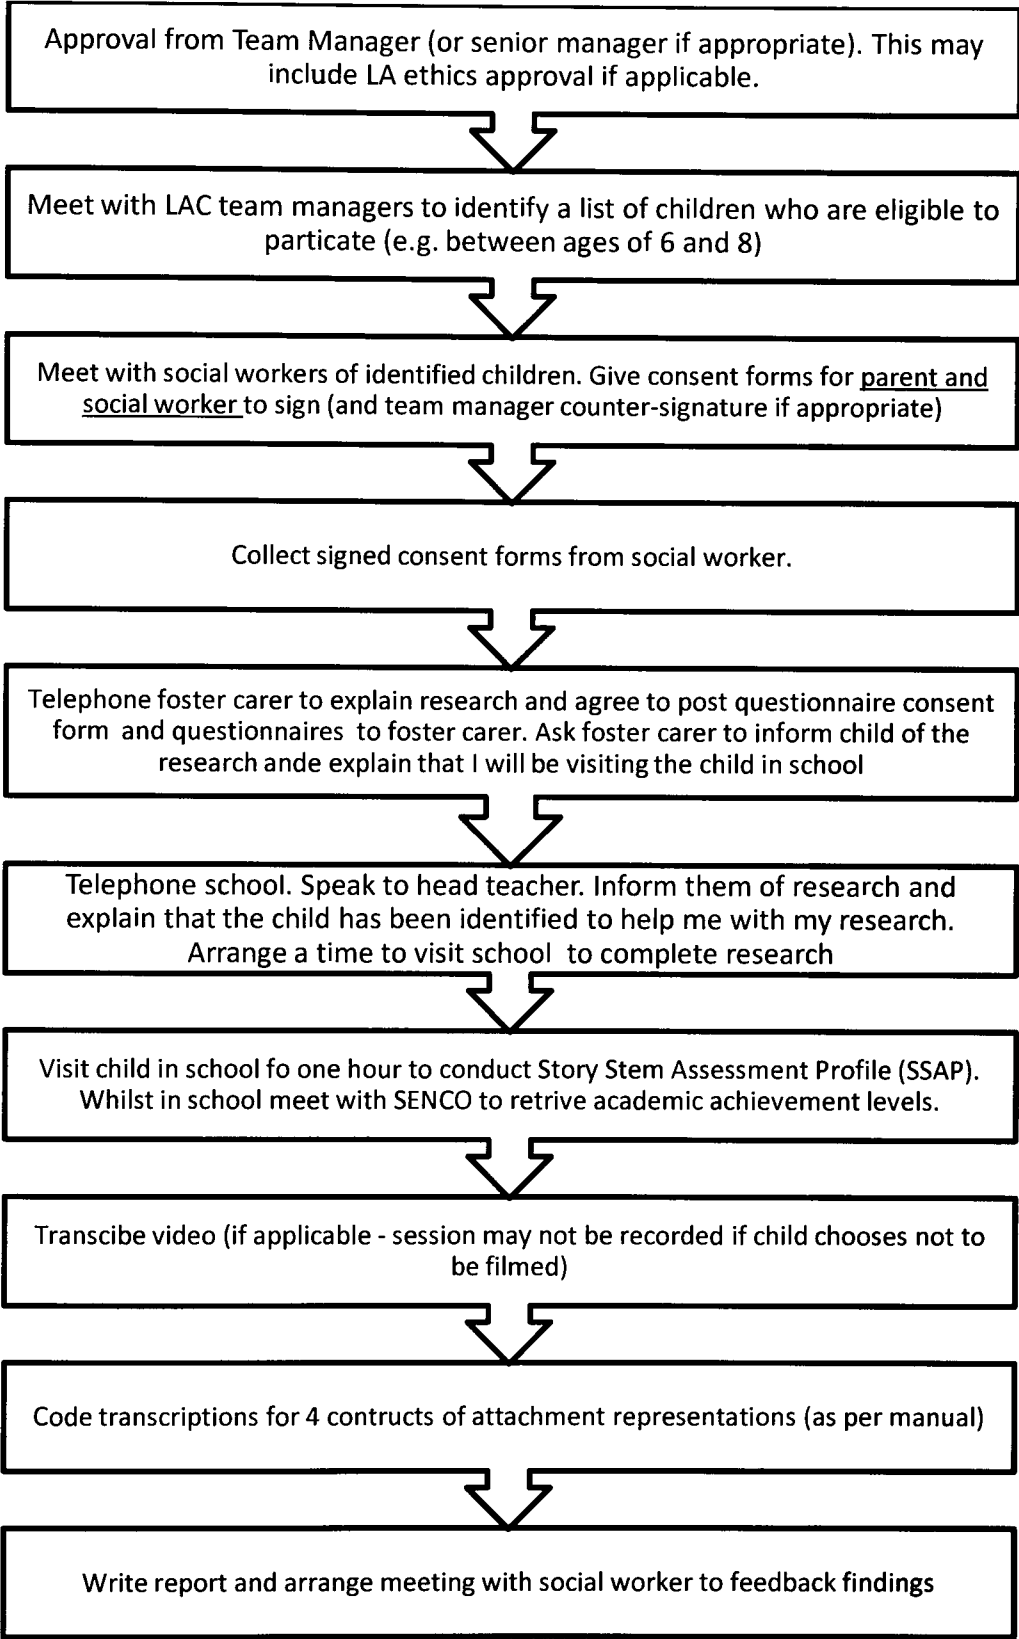 Approval from Team Manager (or senior manager if appropriate). This may
include LA ethics approval if applicable.
Meet with LAC team managers to identify a list of children who are eligible to
particate (e.g. between ages of 6 and 8)
Meet with social workers of identified children. Give consent forms for parent and
social worker to sign (and team manager counter-signature if appropriate)
Collect signed consent forms from social worker.
Telephone foster carer to explain research and agree to post questionnaire consent
form and questionnaires to foster carer. Ask foster carer to inform child of the
research ande explain that I will be visiting the child in school
Telephone school. Speak to head teacher. Inform them of research and
explain that the child has been identified to help me with my research.
Arrange a time to visit school to complete research
Visit child in school fo one hour to conduct Story Stem Assessment Profile (SSAP).
Whilst in school meet with SENCO to retrive academic achievement levels.
Transcibe video (if applicable - session may not be recorded if child chooses not to
be filmed)
Code transcriptions for 4 contructs of attachment representations (as per manual)
Write report and arrange meeting with social worker to feedback findings